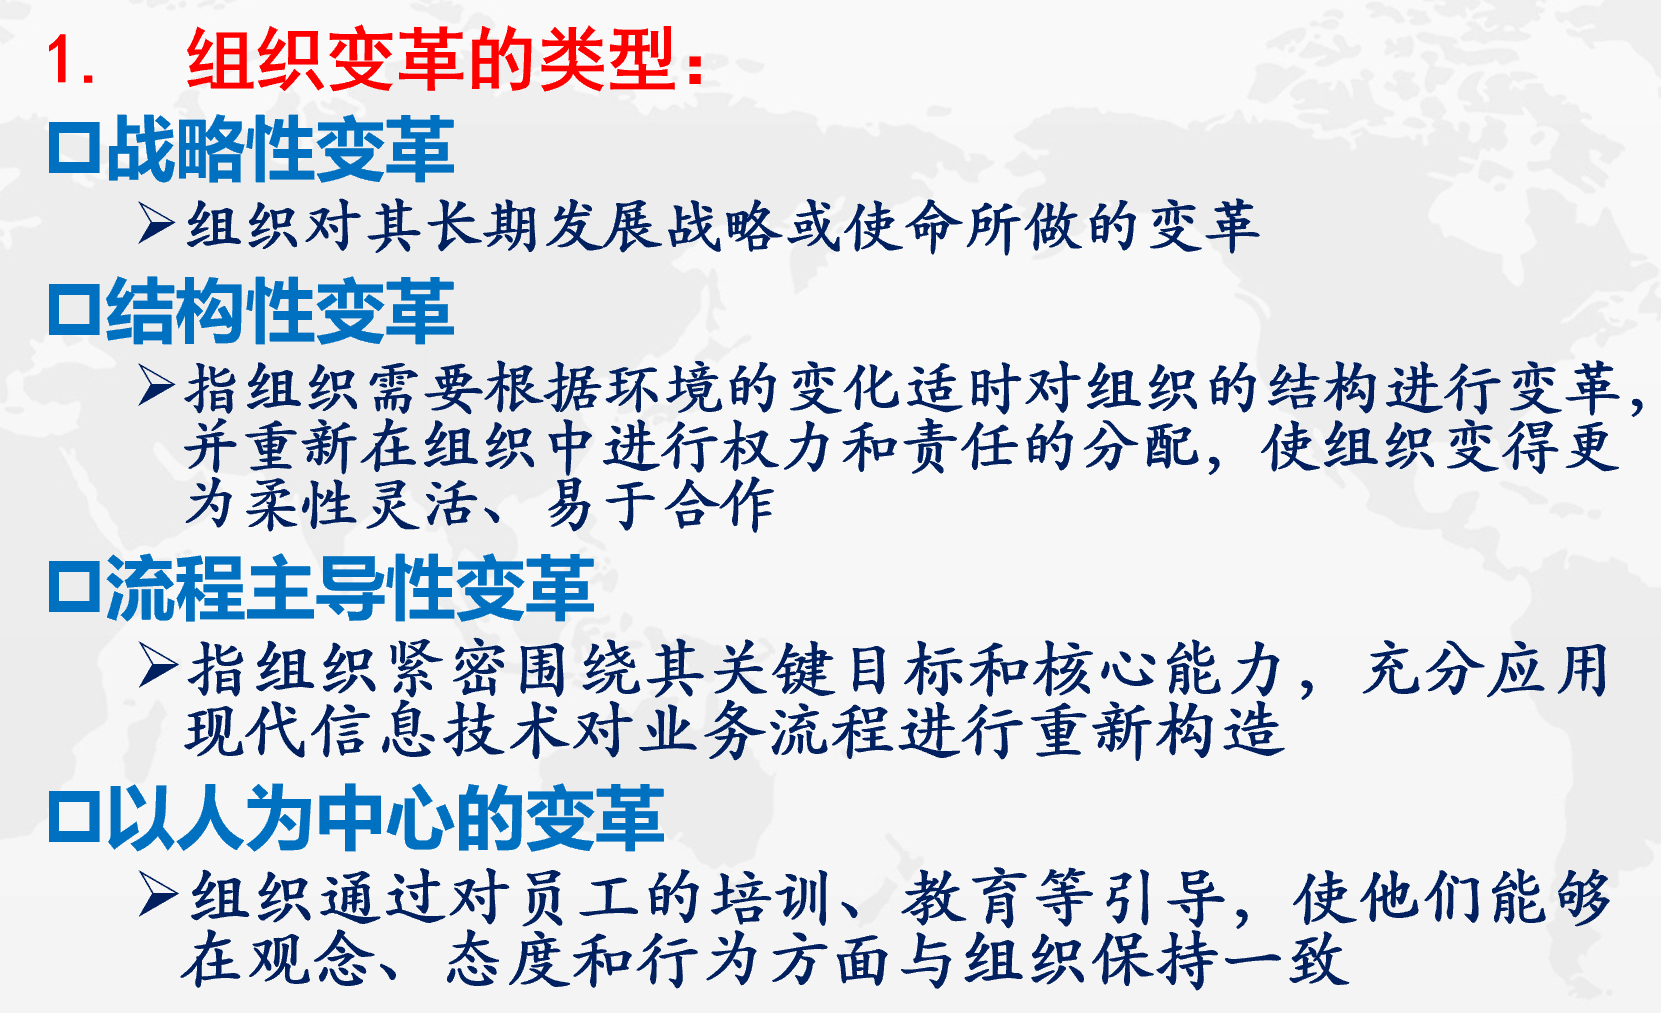 1. 组织变革的类型：
战略性变革
组织对其长期发展战略或使命所做的变革
结构性变革
指组织需要根据环境的变化适时对组织的结构进行变革，
并重新在组织中进行权力和责任的分配，使组织变得更
为柔性灵活、易于合作
流程主导性变革
指组织紧密围绕其关键目标和核心能力，充分应用
现代信息技术对业务流程进行重新构造
以人为中心的变革
组织通过对员工的培训、教育等引导，使他们能够
在观念、态度和行为方面与组织保持一致